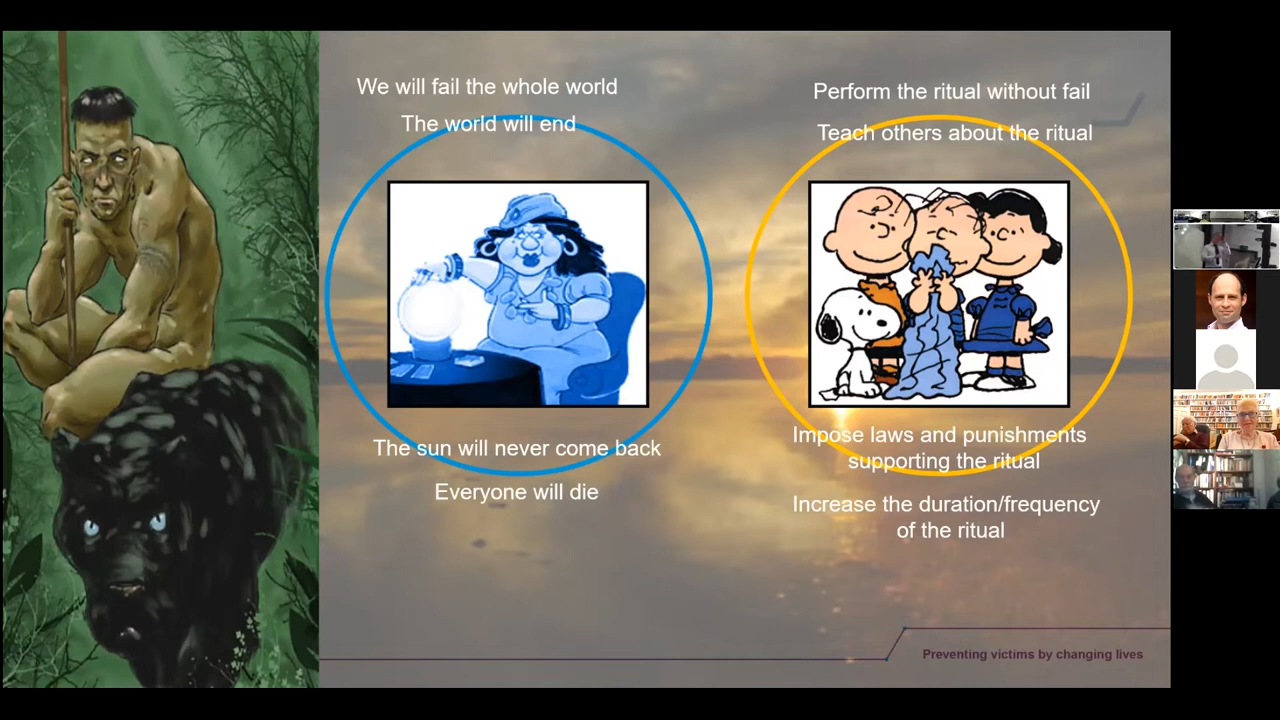 We will fail the whole world
The world will end
The sun will never come back
Everyone will die
Perform the ritual without fail
Teach others about the ritual
Impose laws and punishments
supporting the ritual
Increase the duration/frequency
of the ritual
Preventing victims by changing lives